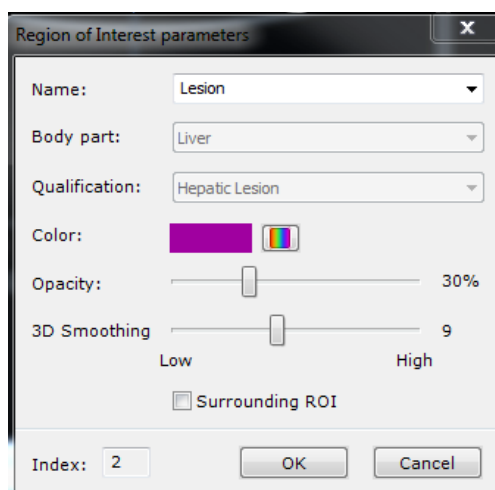 Region of Interest parameters x
Name: Lesion
Body part: Liver
Qualification: Hepatic Lesion
Color:
Opacity: 30%
3D Smoothing 9
Low High
Surrounding ROI
Index: 2 OK Cancel